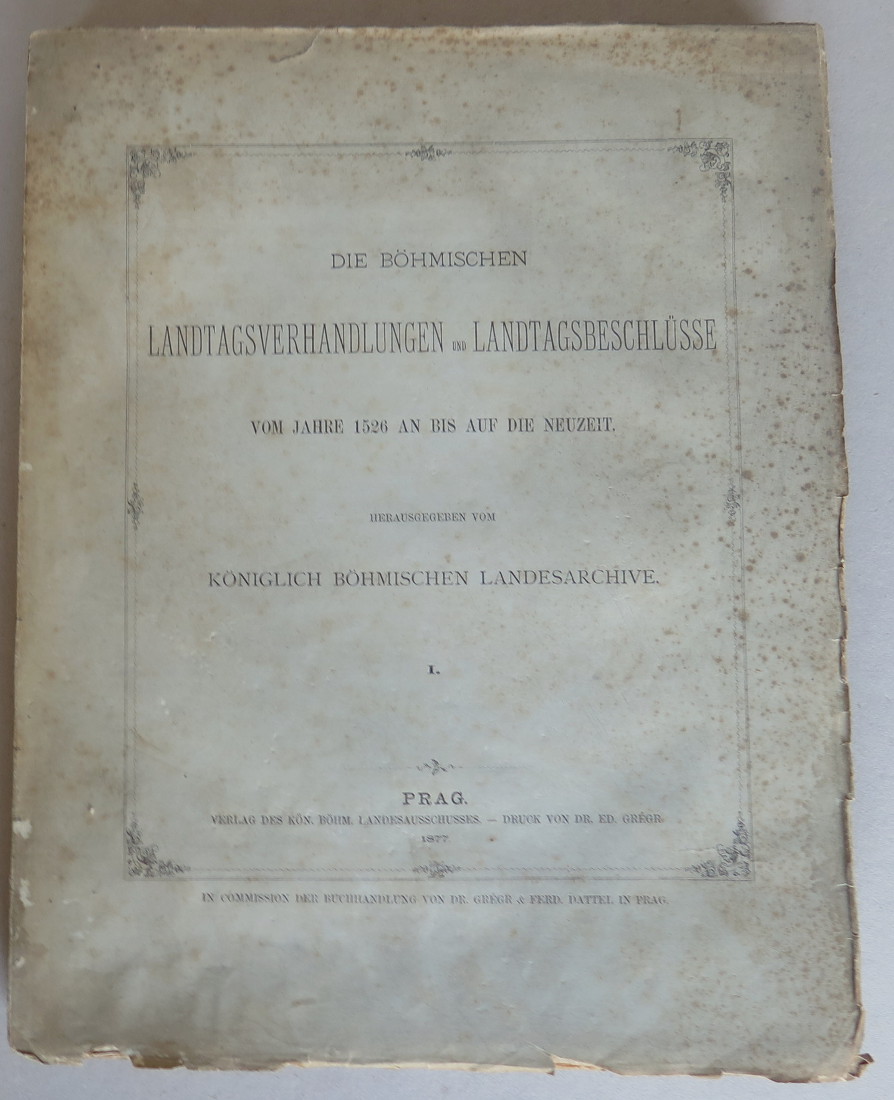 DIE BÖHMISCHEN
LANDTAGSVERHANDLUNGEN UND LANDTAGSBESCHLÜSSE
VOM JAHRE 1526 AN BIS AUF DIE NEUZEIT.
HERAUSGEGEBEN VOM
KÖNIGLICH BÖHMISCHEN LANDESARCHIVE.
I.
PRAG.
VERLAG DES KÖN. BÖHM. LANDESAUSSCHUSSES. — DRUCK VON DR. ED. GRÉGR.
1877
IN COMMISSION DER BUCHHANDLUNG VON DR. GRÉGR & FERD. DATTEL IN PRAG.